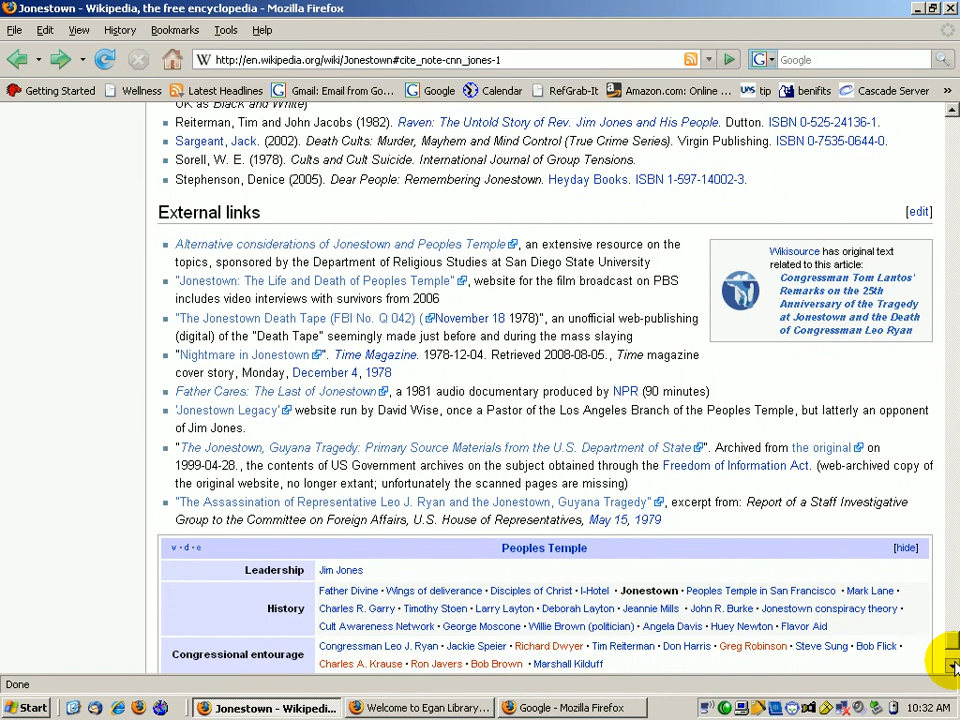 Jonestown - Wikipedia, the free encyclopedia - Mozilla Firefox
File Edit View History Bookmarks Tools Help
http://en.wikipedia.org/wiki/Jonestown#cite_note-cnn_jones-1
Google
Getting Started Wellness Latest Headlines Gmail: Email from Go... Google Calendar RefGrab-It Amazon.com: Online ... tip benifits Cascade Server »
UK as Black and White)
Reiterman, Tim and John Jacobs (1982). Raven: The Untold Story of Rev. Jim Jones and His People. Dutton. ISBN 0-525-24136-1.
Sargeant, Jack. (2002). Death Cults: Murder, Mayhem and Mind Control (True Crime Series). Virgin Publishing. ISBN 0-7535-0644-0.
Sorell, W. E. (1978). Cults and Cult Suicide. International Journal of Group Tensions.
Stephenson, Denice (2005). Dear People: Remembering Jonestown. Heyday Books. ISBN 1-597-14002-3.
External links
[edit]
Alternative considerations of Jonestown and Peoples Temple, an extensive resource on the
topics, sponsored by the Department of Religious Studies at San Diego State University
"Jonestown: The Life and Death of Peoples Temple", website for the film broadcast on PBS
includes video interviews with survivors from 2006
"The Jonestown Death Tape (FBI No. Q 042) (November 18 1978)", an unofficial web-publishing
(digital) of the "Death Tape" seemingly made just before and during the mass slaying
"Nightmare in Jonestown". Time Magazine. 1978-12-04. Retrieved 2008-08-05., Time magazine
cover story, Monday, December 4, 1978
Father Cares: The Last of Jonestown, a 1981 audio documentary produced by NPR (90 minutes)
'Jonestown Legacy' website run by David Wise, once a Pastor of the Los Angeles Branch of the Peoples Temple, but latterly an opponent
of Jim Jones.
"The Jonestown, Guyana Tragedy: Primary Source Materials from the U.S. Department of State". Archived from the original on
1999-04-28., the contents of US Government archives on the subject obtained through the Freedom of Information Act. (web-archived copy of
the original website, no longer extant; unfortunately the scanned pages are missing)
"The Assassination of Representative Leo J. Ryan and the Jonestown, Guyana Tragedy", excerpt from: Report of a Staff Investigative
Group to the Committee on Foreign Affairs, U.S. House of Representatives, May 15, 1979
Wikisource has original text
related to this article:
Congressman Tom Lantos'
Remarks on the 25th
Anniversary of the Tragedy
at Jonestown and the Death
of Congressman Leo Ryan
v • d • e
Peoples Temple
[hide]
Leadership
Jim Jones
History
Father Divine • Wings of deliverance • Disciples of Christ • I-Hotel • Jonestown • Peoples Temple in San Francisco • Mark Lane •
Charles R. Garry • Timothy Stoen • Larry Layton • Deborah Layton • Jeannie Mills • John R. Burke • Jonestown conspiracy theory •
Cult Awareness Network • George Moscone • Willie Brown (politician) • Angela Davis • Huey Newton • Flavor Aid
Congressional entourage
Congressman Leo J. Ryan • Jackie Speier • Richard Dwyer • Tim Reiterman • Don Harris • Greg Robinson • Steve Sung • Bob Flick •
Charles A. Krause • Ron Javers • Bob Brown • Marshall Kilduff
Done
Start
Jonestown - Wikipedi...
Welcome to Egan Library...
Google - Mozilla Firefox
10:32 AM